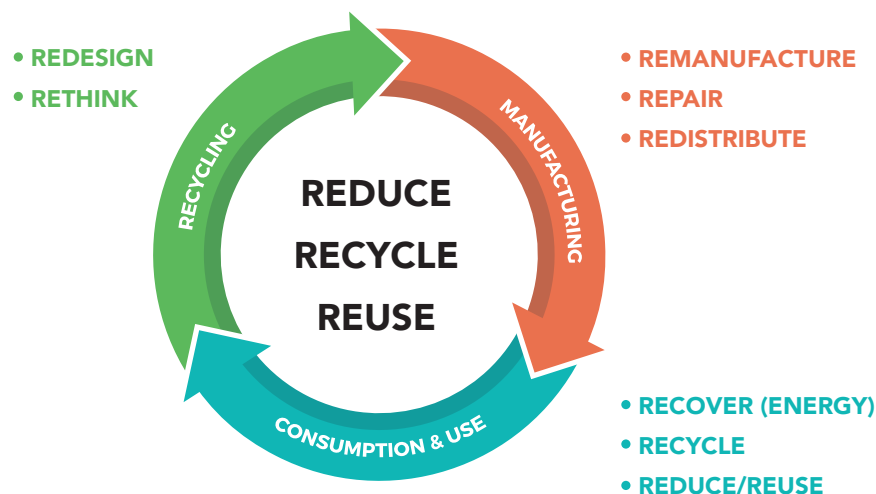 • REDESIGN
• RETHINK
• REMANUFACTURE
• REPAIR
• REDISTRIBUTE
RECYCLING
MANUFACTURING
REDUCE
RECYCLE
REUSE
CONSUMPTION & USE
• RECOVER (ENERGY)
• RECYCLE
• REDUCE/REUSE